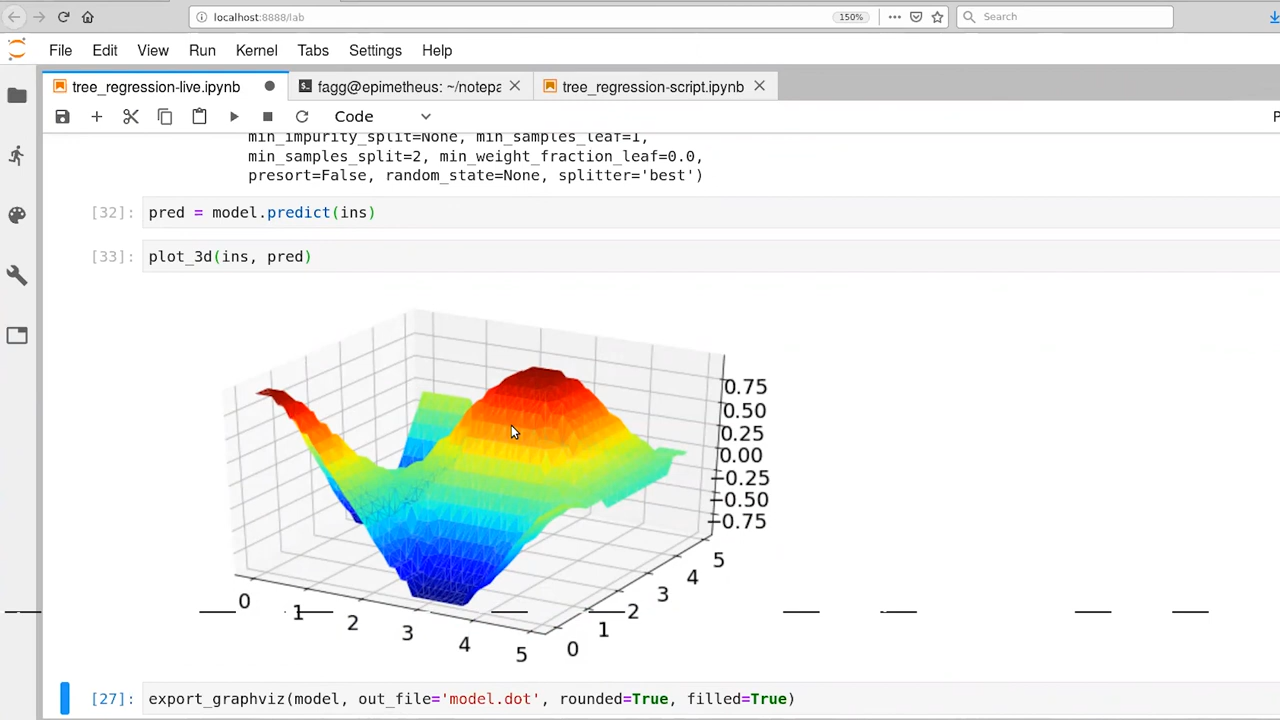 localhost:8888/lab
150%
Search
File Edit View Run Kernel Tabs Settings Help
tree_regression-live.ipynb
fagg@epimetheus: ~/notepa
tree_regression-script.ipynb
Code
P
min_impurity_split=None, min_samples_leaf=1,
min_samples_split=2, min_weight_fraction_leaf=0.0,
presort=False, random_state=None, splitter='best')
[32]: pred = model.predict(ins)
[33]: plot_3d(ins, pred)
0.75
0.50
0.25
0.00
-0.25
-0.50
-0.75
0 1 2 3 4 5
0 1 2 3 4 5
[27]: export_graphviz(model, out_file='model.dot', rounded=True, filled=True)